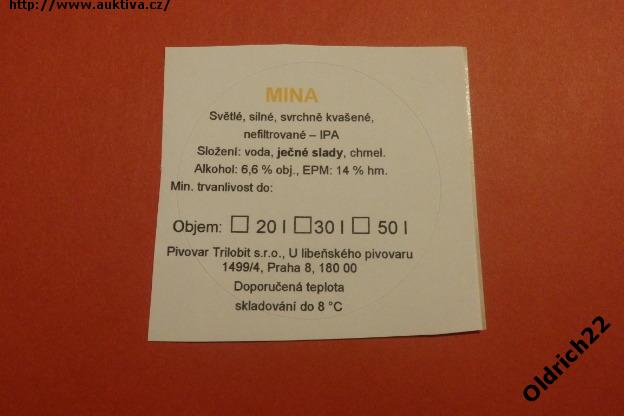 http://www.auktiva.cz/
MINA
Světlé, silné, svrchně kvašené,
nefiltrované – IPA
Složení: voda, ječné slady, chmel.
Alkohol: 6,6 % obj., EPM: 14 % hm.
Min. trvanlivost do:
Objem: ☐ 20 l ☐ 30 l ☐ 50 l
Pivovar Trilobit s.r.o., U libeňského pivovaru
1499/4, Praha 8, 180 00
Doporučená teplota
skladování do 8 °C
Oldrich22